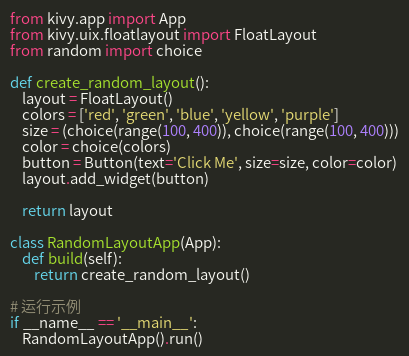 from kivy.app import App
from kivy.uix.floatlayout import FloatLayout
from random import choice
def create_random_layout():
layout = FloatLayout()
colors = ['red', 'green', 'blue', 'yellow', 'purple']
size = (choice(range(100, 400)), choice(range(100, 400)))
color = choice(colors)
button = Button(text='Click Me', size=size, color=color)
layout.add_widget(button)
return layout
class RandomLayoutApp(App):
def build(self):
return create_random_layout()
# 运行示例
if __name__ == '__main__':
RandomLayoutApp().run()